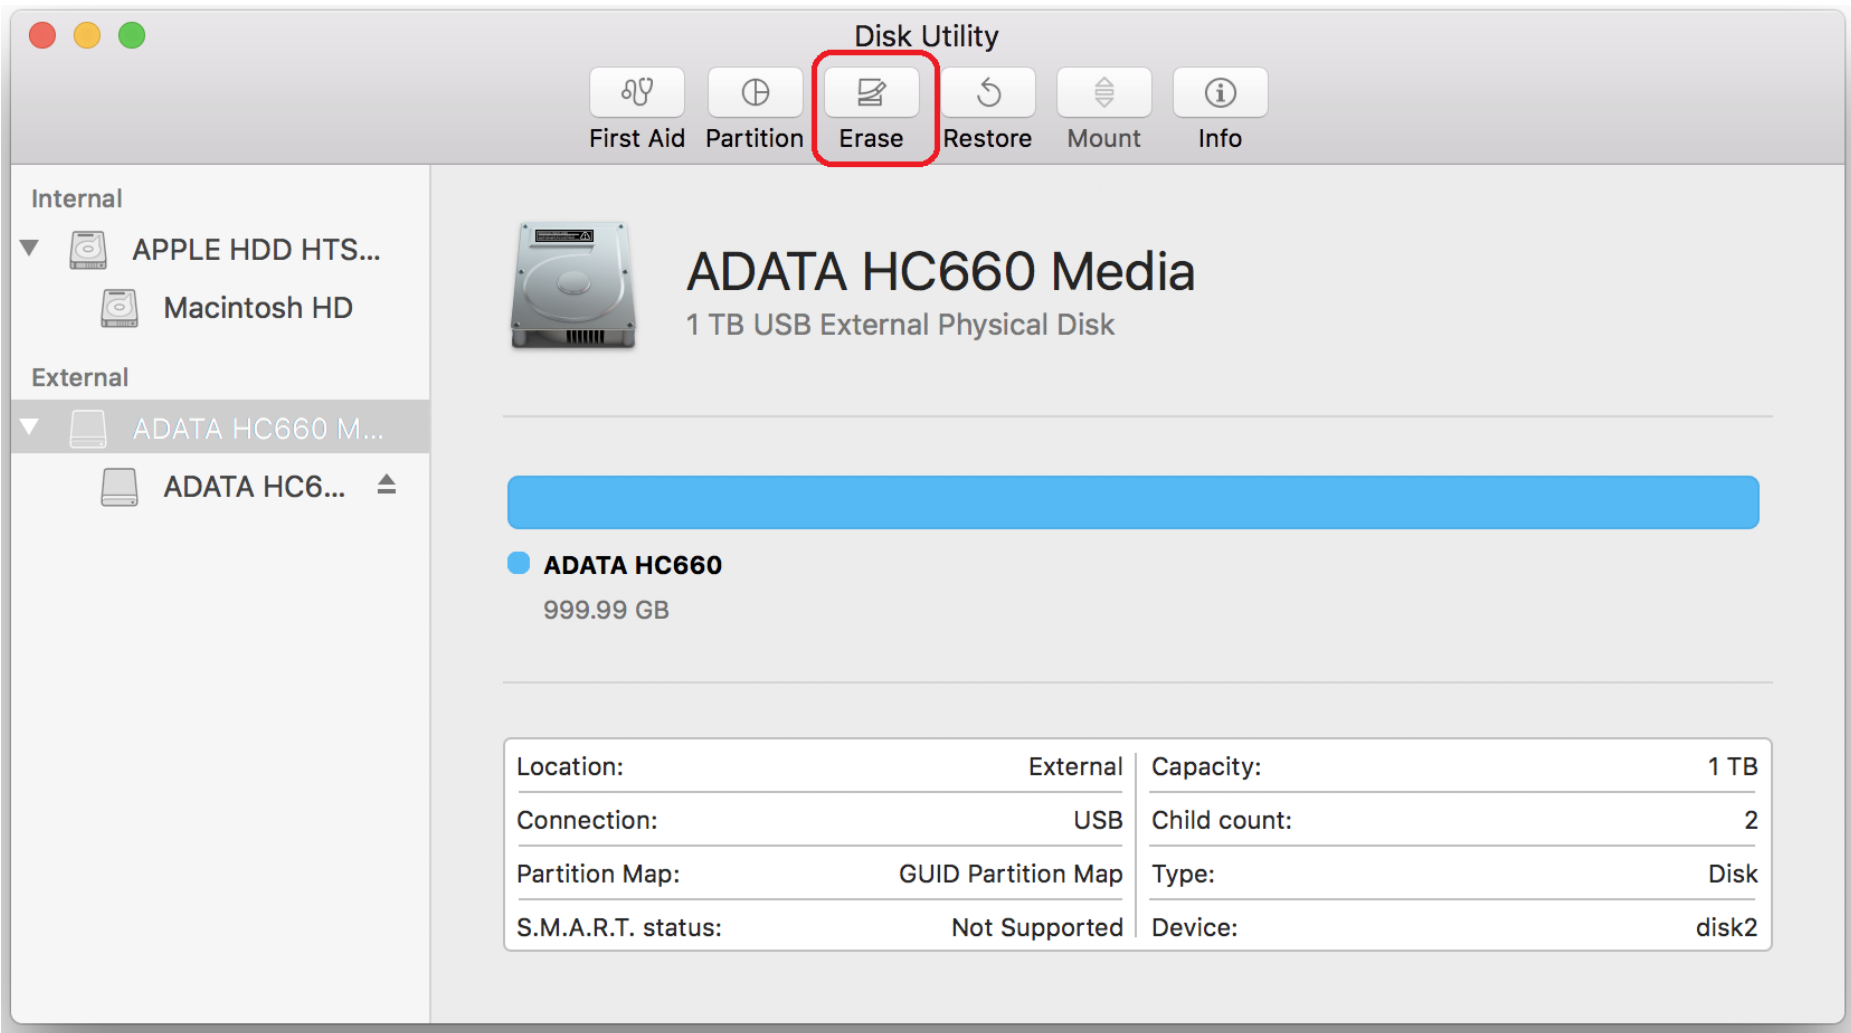 Disk Utility
First Aid
Partition
Erase
Restore
Mount
Info
Internal
APPLE HDD HTS...
Macintosh HD
External
ADATA HC660 M...
ADATA HC6...
ADATA HC660 Media
1 TB USB External Physical Disk
ADATA HC660
999.99 GB
Location: External
Capacity: 1 TB
Connection: USB
Child count: 2
Partition Map: GUID Partition Map
Type: Disk
S.M.A.R.T. status: Not Supported
Device: disk2